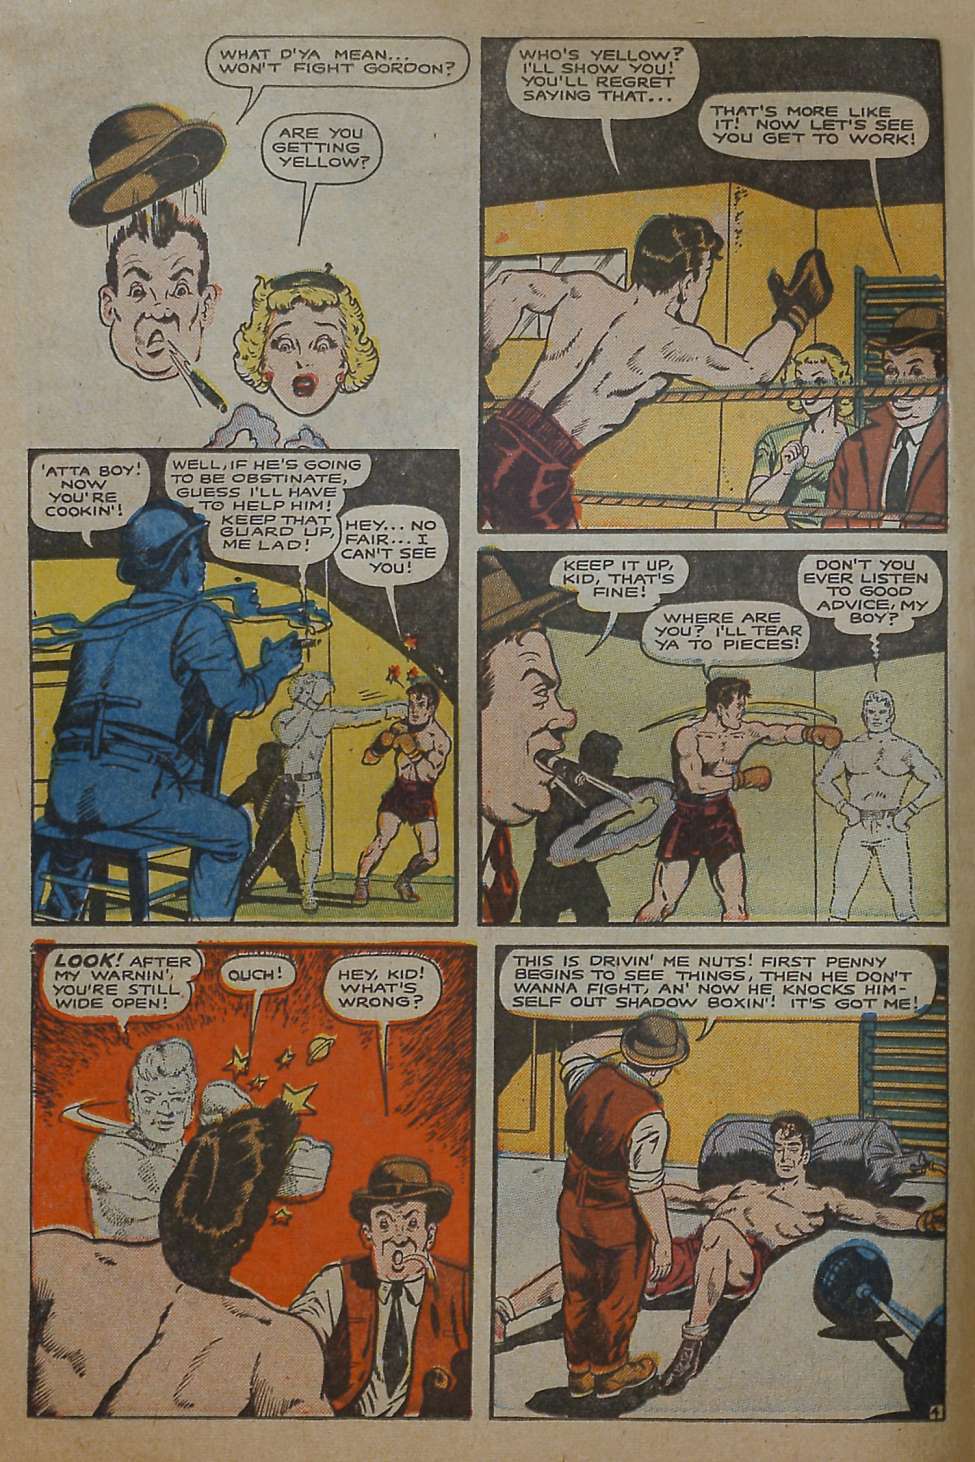 WHAT D'YA MEAN...
WON'T FIGHT GORDON?
ARE YOU
GETTING
YELLOW?
WHO'S YELLOW?
I'LL SHOW YOU!
YOU'LL REGRET
SAYING THAT...
THAT'S MORE LIKE
IT! NOW LET'S SEE
YOU GET TO WORK!
'ATTA BOY!
NOW
YOU'RE
COOKIN'!
WELL, IF HE'S GOING
TO BE OBSTINATE,
GUESS I'LL HAVE
TO HELP HIM!
KEEP THAT
GUARD UP,
ME LAD!
HEY... NO
FAIR... I
CAN'T SEE
YOU!
KEEP IT UP,
KID, THAT'S
FINE!
WHERE ARE
YOU? I'LL TEAR
YA TO PIECES!
DON'T YOU
EVER LISTEN
TO GOOD
ADVICE, MY
BOY?
LOOK! AFTER
MY WARNIN',
YOU'RE STILL
WIDE OPEN!
OUCH!
HEY, KID!
WHAT'S
WRONG?
THIS IS DRIVIN' ME NUTS! FIRST PENNY
BEGINS TO SEE THINGS, THEN HE DON'T
WANNA FIGHT, AN' NOW HE KNOCKS HIM-
SELF OUT SHADOW BOXIN'! IT'S GOT ME!
4